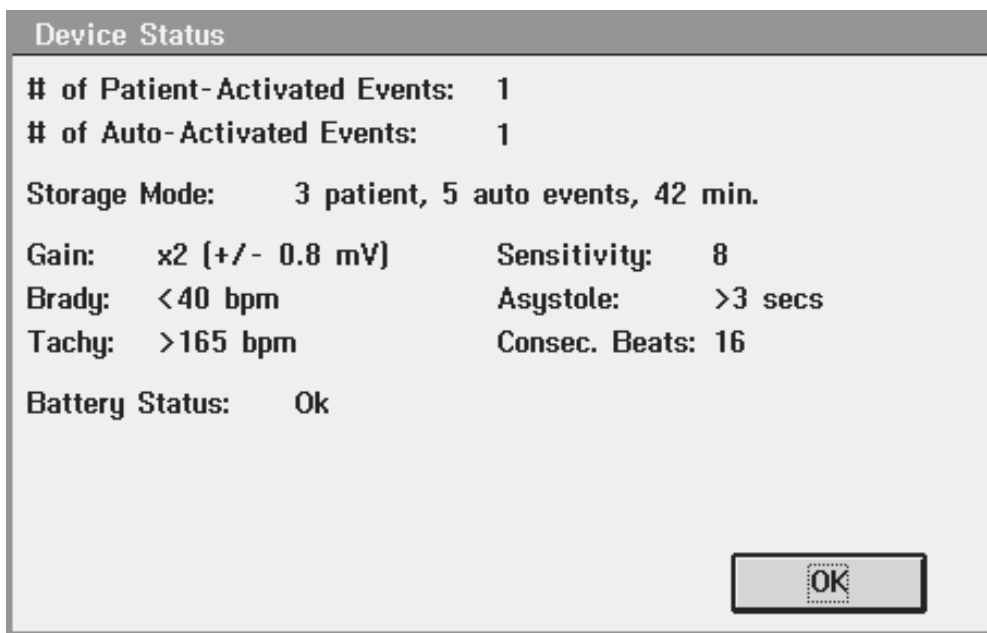 Device Status
# of Patient-Activated Events: 1
# of Auto-Activated Events: 1
Storage Mode: 3 patient, 5 auto events, 42 min.
Gain: x2 (+/- 0.8 mV) Sensitivity: 8
Brady: <40 bpm Asystole: >3 secs
Tachy: >165 bpm Consec. Beats: 16
Battery Status: Ok
OK